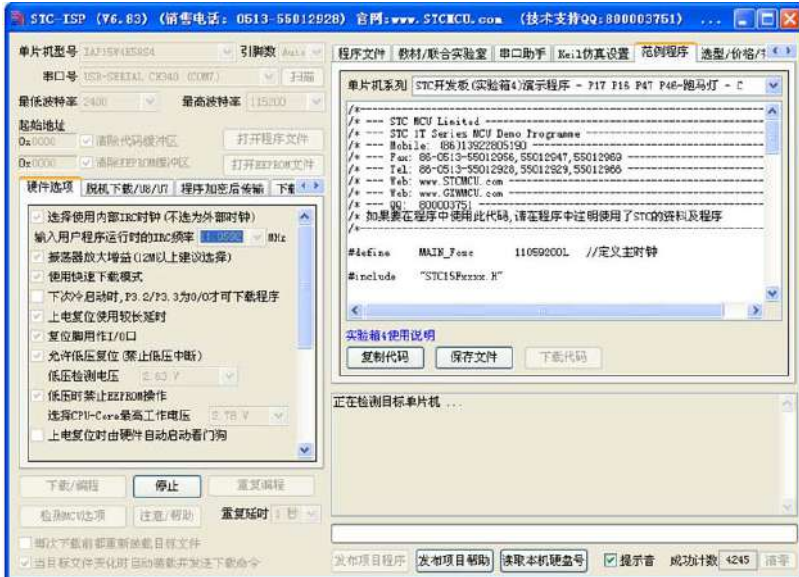 STC-ISP (V6.83) (销售电话: 0513-55012928) 官网:www.STCMCU.com (技术支持QQ:800003751) ...
单片机型号 IAP15W4K58S4 引脚数 Auto
串口号 USB-SERIAL CH340 (COM7) 扫描
最低波特率 2400 最高波特率 115200
起始地址
0x0000 清除代码缓冲区 打开程序文件
0x0000 清除EEPROM缓冲区 打开EEPROM文件
硬件选项 脱机下载/U8/U7 程序加密后传输
选择使用内部IRC时钟(不选为外部时钟)
输入用户程序运行时的IRC频率 11.0592 MHz
振荡器放大增益(12M以上建议选择)
使用快速下载模式
下次冷启动时,P3.2/P3.3为0/0才可下载程序
上电复位使用较长延时
复位脚用作I/O口
允许低压复位(禁止低压中断)
低压检测电压 2.63 V
低压时禁止EEPROM操作
选择CPU-Core最高工作电压 2.78 V
上电复位时由硬件自动启动看门狗
下载/编程 停止 重复编程
检测MCU选项 注意/帮助 重复延时 1 秒
每次下载前都重新装载目标文件
当目标文件变化时自动装载并发送下载命令
程序文件 教材/联合实验室 串口助手 Keil仿真设置 范例程序 选型/价格/
单片机系列 STC开发板(实验箱4)演示程序 - P17 P16 P47 P46-跑马灯 - C
/*---
/* --- STC MCU Limited ---
/* --- STC 1T Series MCU Demo Programme ---
/* --- Mobile: (86)13922805190 ---
/* --- Fax: 86-0513-55012956,55012947,55012969 ---
/* --- Tel: 86-0513-55012928,55012929,55012966 ---
/* --- Web: www.STCMCU.com ---
/* --- Web: www.GXWMCU.com ---
/* --- QQ: 800003751 ---
/* 如果要在程序中使用此代码,请在程序中注明使用了STC的资料及程序
/*---
#define MAIN_Fosc 11059200L //定义主时钟
#include "STC15Fxxxx.H"
实验箱4使用说明
复制代码 保存文件 下载代码
正在检测目标单片机 ...
发布项目程序 发布项目帮助 读取本机硬盘号 提示音 成功计数 4245 清零